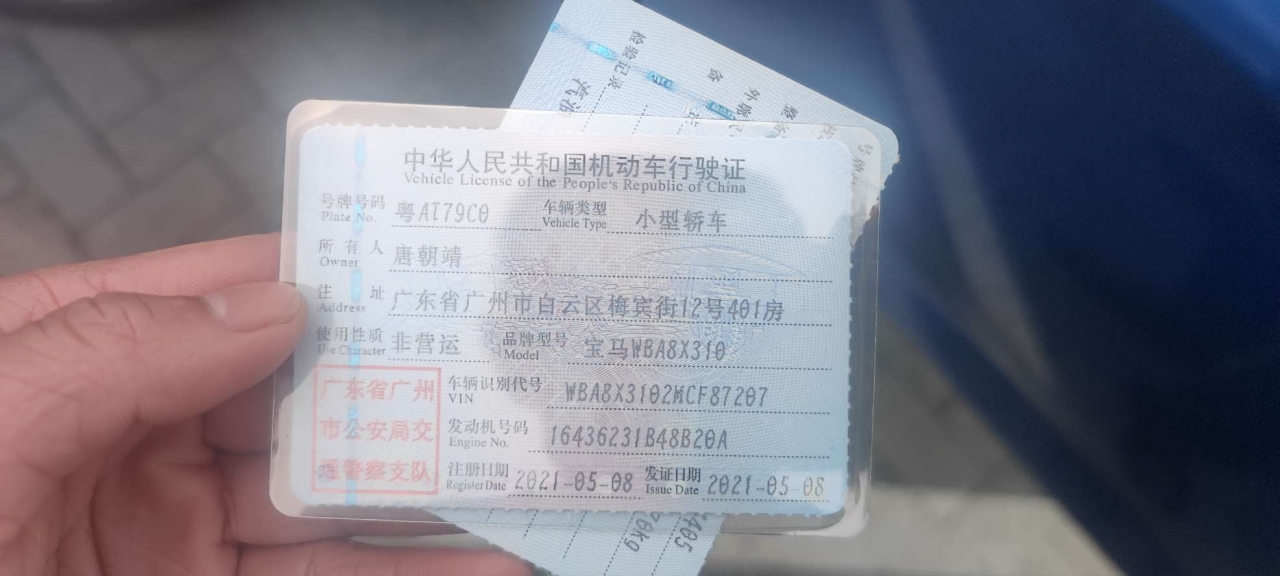 检验记录
中华人民共和国机动车行驶证
Vehicle License of the People's Republic of China
号牌号码 粤AT79C0 车辆类型 小型轿车
Plate No. Vehicle Type
所有人 唐朝靖
Owner
住址 广东省广州市白云区梅宾街12号401房
Address
使用性质 非营运 品牌型号 宝马WBA8X310
Use Character Model
广东省广州 车辆识别代号 WBA8X3102MCF87207
VIN
市公安局交 发动机号码 16436231B48B20A
Engine No.
通警察支队 注册日期 2021-05-08 发证日期 2021-05-08
Register Date Issue Date